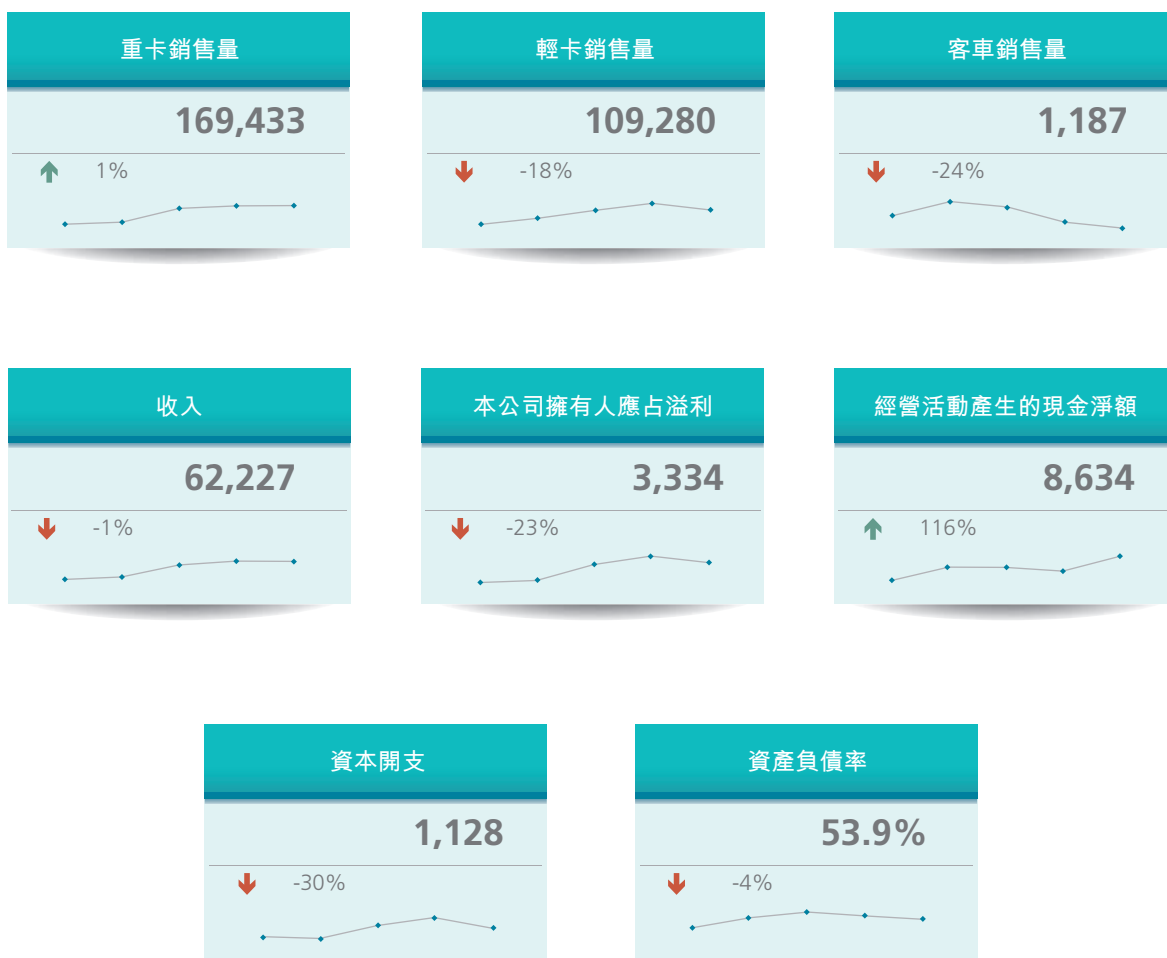 重卡銷售量
169,433
1%
輕卡銷售量
109,280
-18%
客車銷售量
1,187
-24%
收入
62,227
-1%
本公司擁有人應占溢利
3,334
-23%
經營活動產生的現金淨額
8,634
116%
資本開支
1,128
-30%
資產負債率
53.9%
-4%